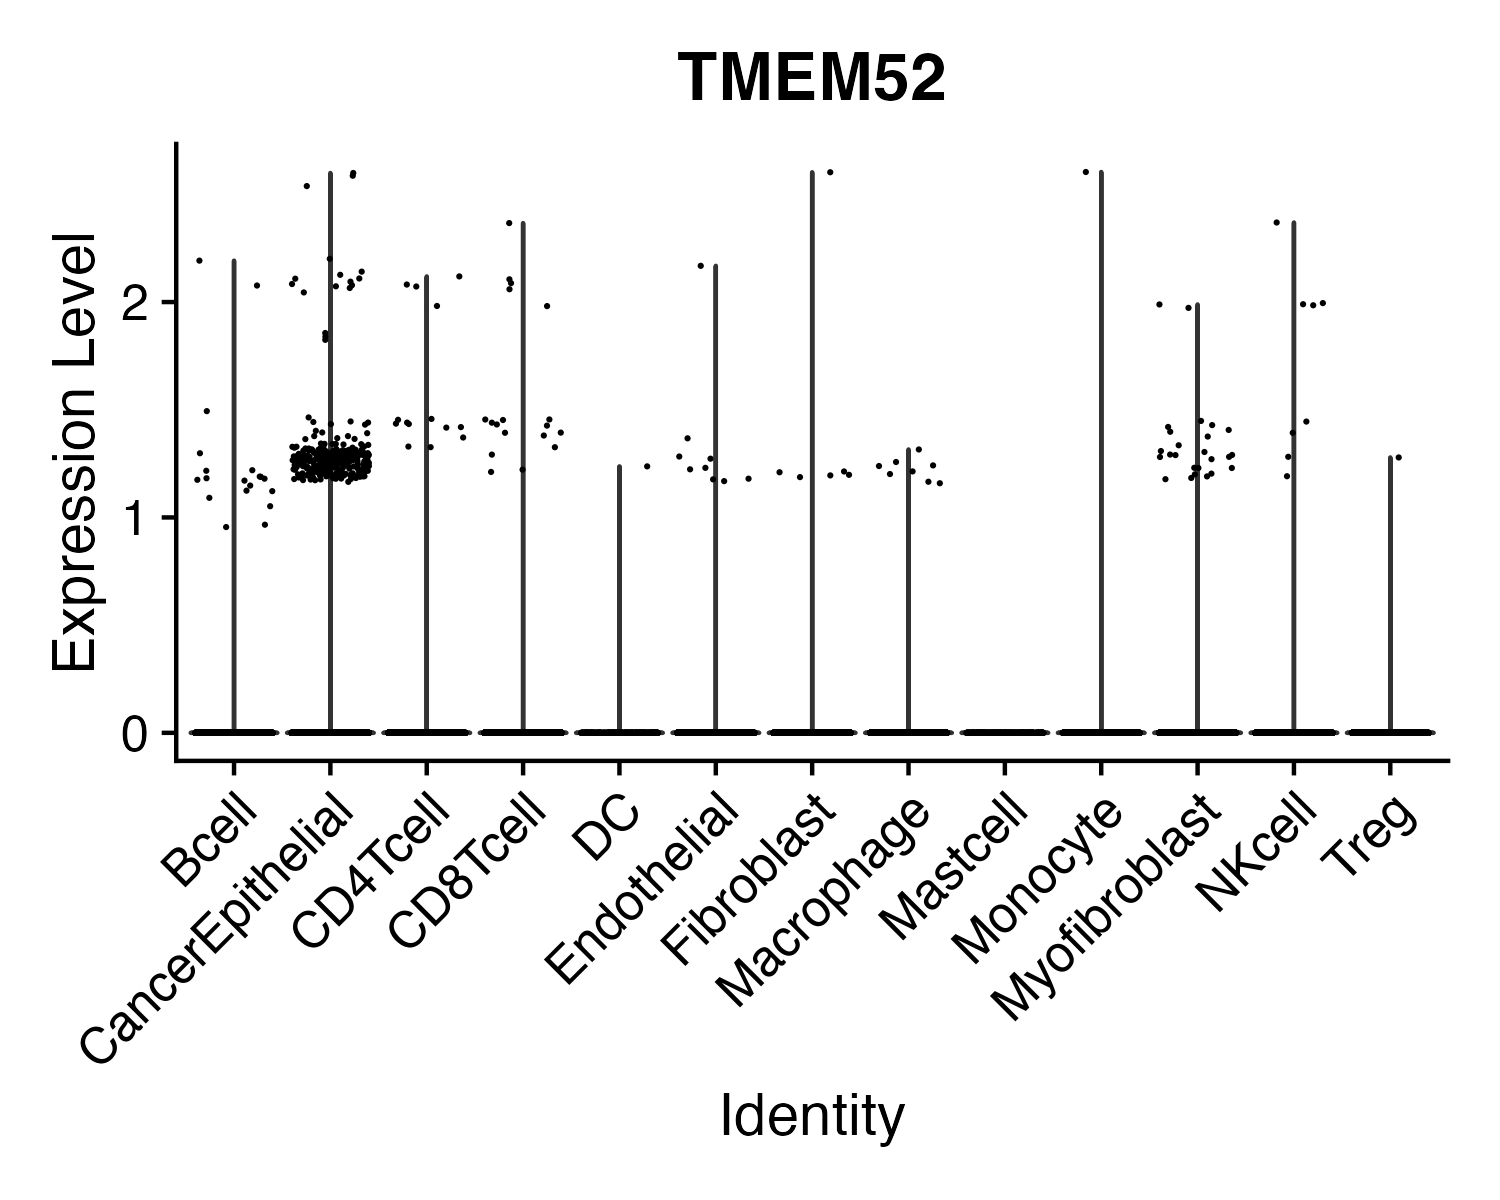 TMEM52
Expression Level
2
1
0
Bcell
CancerEpithelial
CD4Tcell
CD8Tcell
DC
Endothelial
Fibroblast
Macrophage
Mastcell
Monocyte
Myofibroblast
NKcell
Treg
Identity